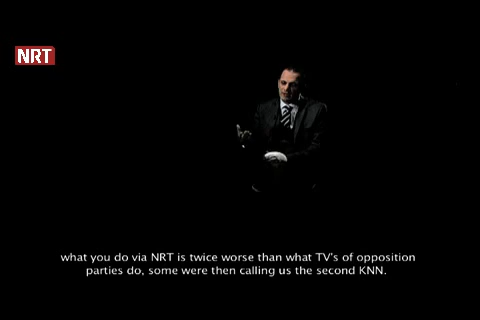 NRT
what you do via NRT is twice worse than what TV's of opposition
parties do, some were then calling us the second KNN.